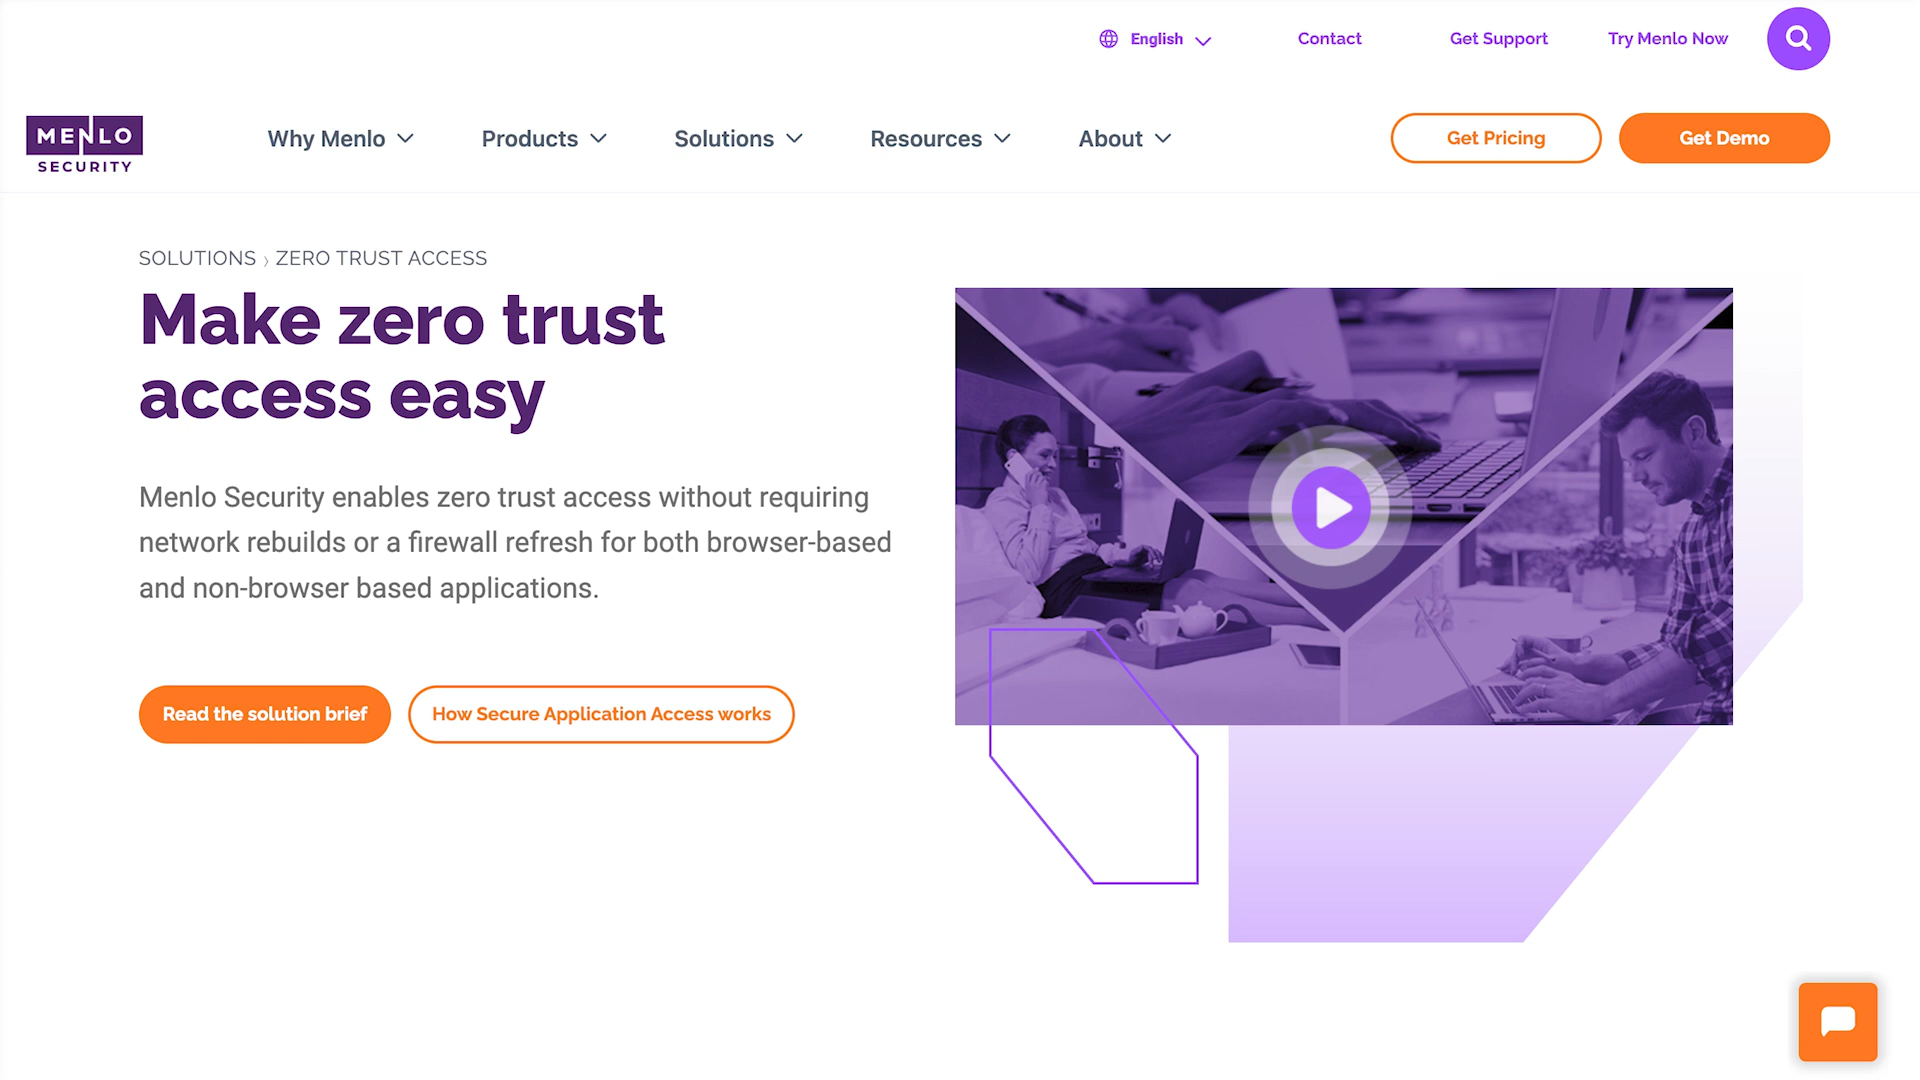 English
Contact
Get Support
Try Menlo Now
MENLO
SECURITY
Why Menlo
Products
Solutions
Resources
About
Get Pricing
Get Demo
SOLUTIONS › ZERO TRUST ACCESS
Make zero trust
access easy
Menlo Security enables zero trust access without requiring
network rebuilds or a firewall refresh for both browser-based
and non-browser based applications.
Read the solution brief
How Secure Application Access works